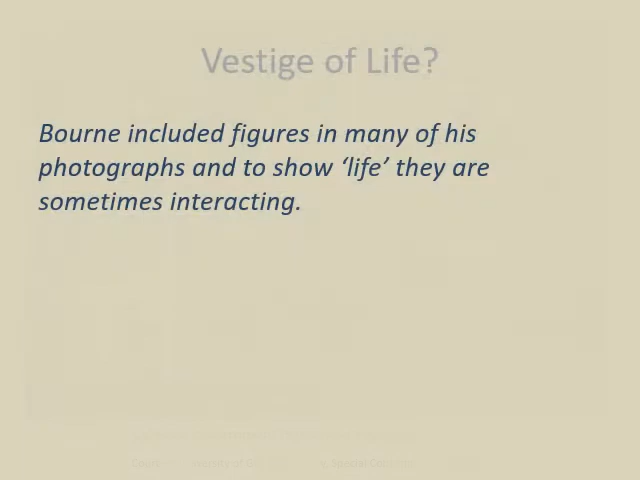 Vestige of Life?
Bourne included figures in many of his
photographs and to show ‘life’ they are
sometimes interacting.